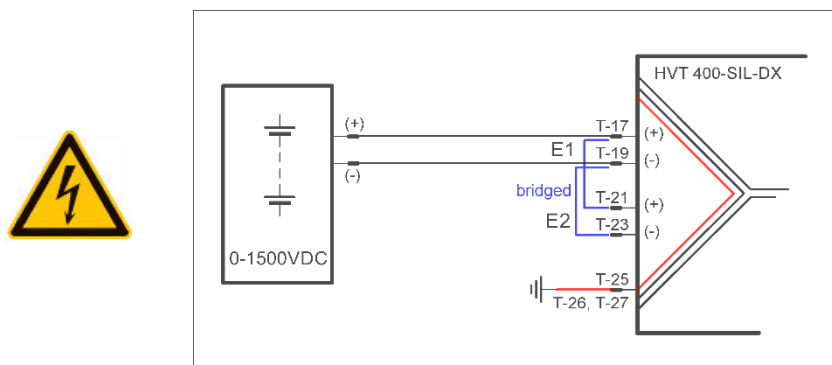 HVT 400-SIL-DX
(+)
T-17
(+)
E1
T-19
(-)
(-)
bridged
T-21
(+)
E2
T-23
(-)
0-1500VDC
T-25
T-26, T-27